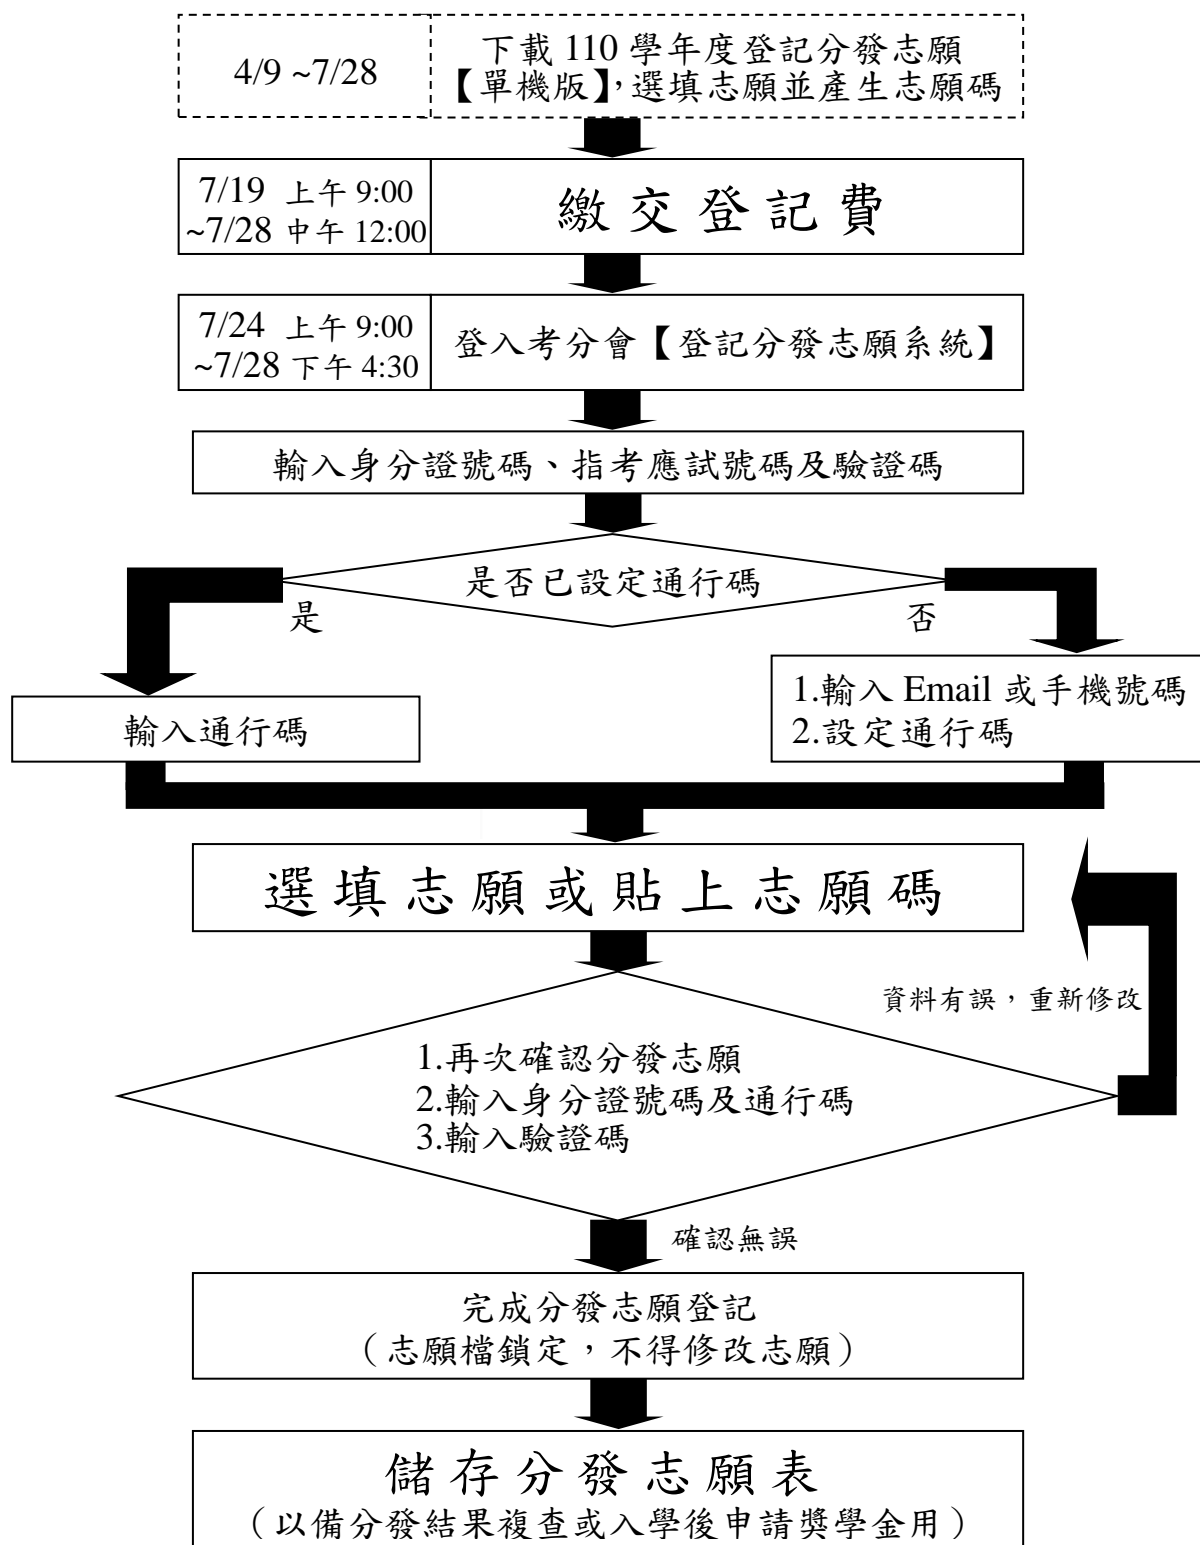 4/9 ~7/28
下載 110 學年度登記分發志願
【單機版】，選填志願並產生志願碼
7/19 上午 9:00
~7/28 中午 12:00
繳交登記費
7/24 上午 9:00
~7/28 下午 4:30
登入考分會【登記分發志願系統】
輸入身分證號碼、指考應試號碼及驗證碼
是否已設定通行碼
是
否
輸入通行碼
1.輸入 Email 或手機號碼
2.設定通行碼
選填志願或貼上志願碼
資料有誤，重新修改
1.再次確認分發志願
2.輸入身分證號碼及通行碼
3.輸入驗證碼
確認無誤
完成分發志願登記
（志願檔鎖定，不得修改志願）
儲存分發志願表
（以備分發結果複查或入學後申請獎學金用）